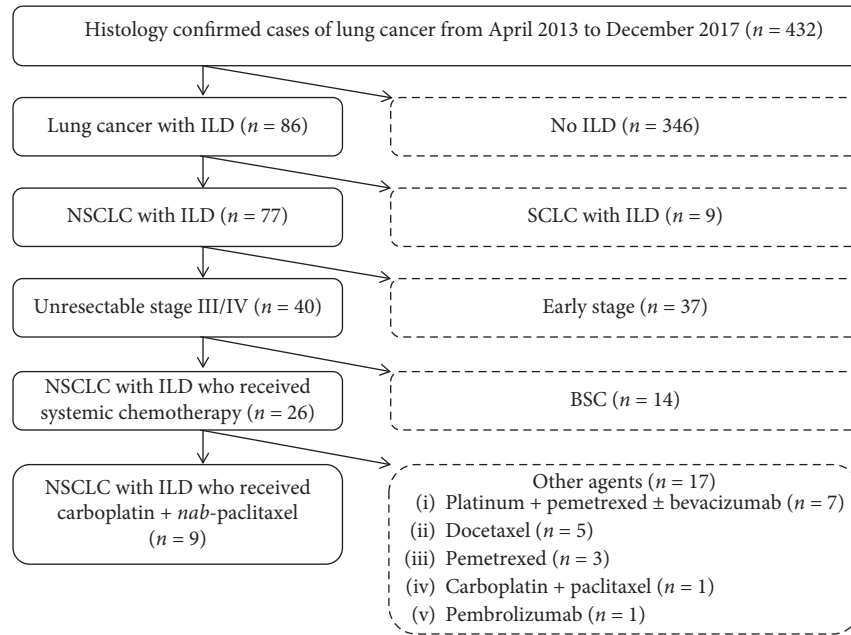 Histology confirmed cases of lung cancer from April 2013 to December 2017 (n = 432)
Lung cancer with ILD (n = 86)
No ILD (n = 346)
NSCLC with ILD (n = 77)
SCLC with ILD (n = 9)
Unresectable stage III/IV (n = 40)
Early stage (n = 37)
NSCLC with ILD who received
systemic chemotherapy (n = 26)
BSC (n = 14)
NSCLC with ILD who received
carboplatin + nab-paclitaxel
(n = 9)
Other agents (n = 17)
(i) Platinum + pemetrexed ± bevacizumab (n = 7)
(ii) Docetaxel (n = 5)
(iii) Pemetrexed (n = 3)
(iv) Carboplatin + paclitaxel (n = 1)
(v) Pembrolizumab (n = 1)